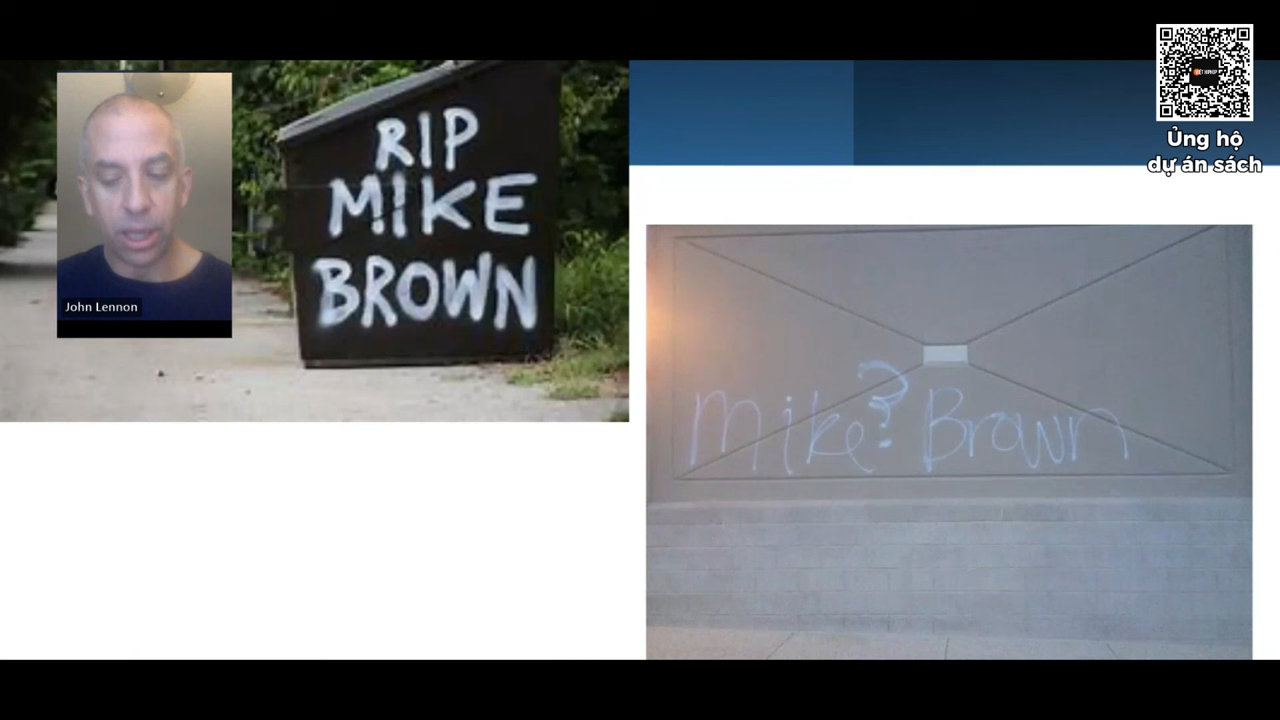 RIP
MIKE
BROWN
John Lennon
Mike? Brown
Ủng hộ
dự án sách